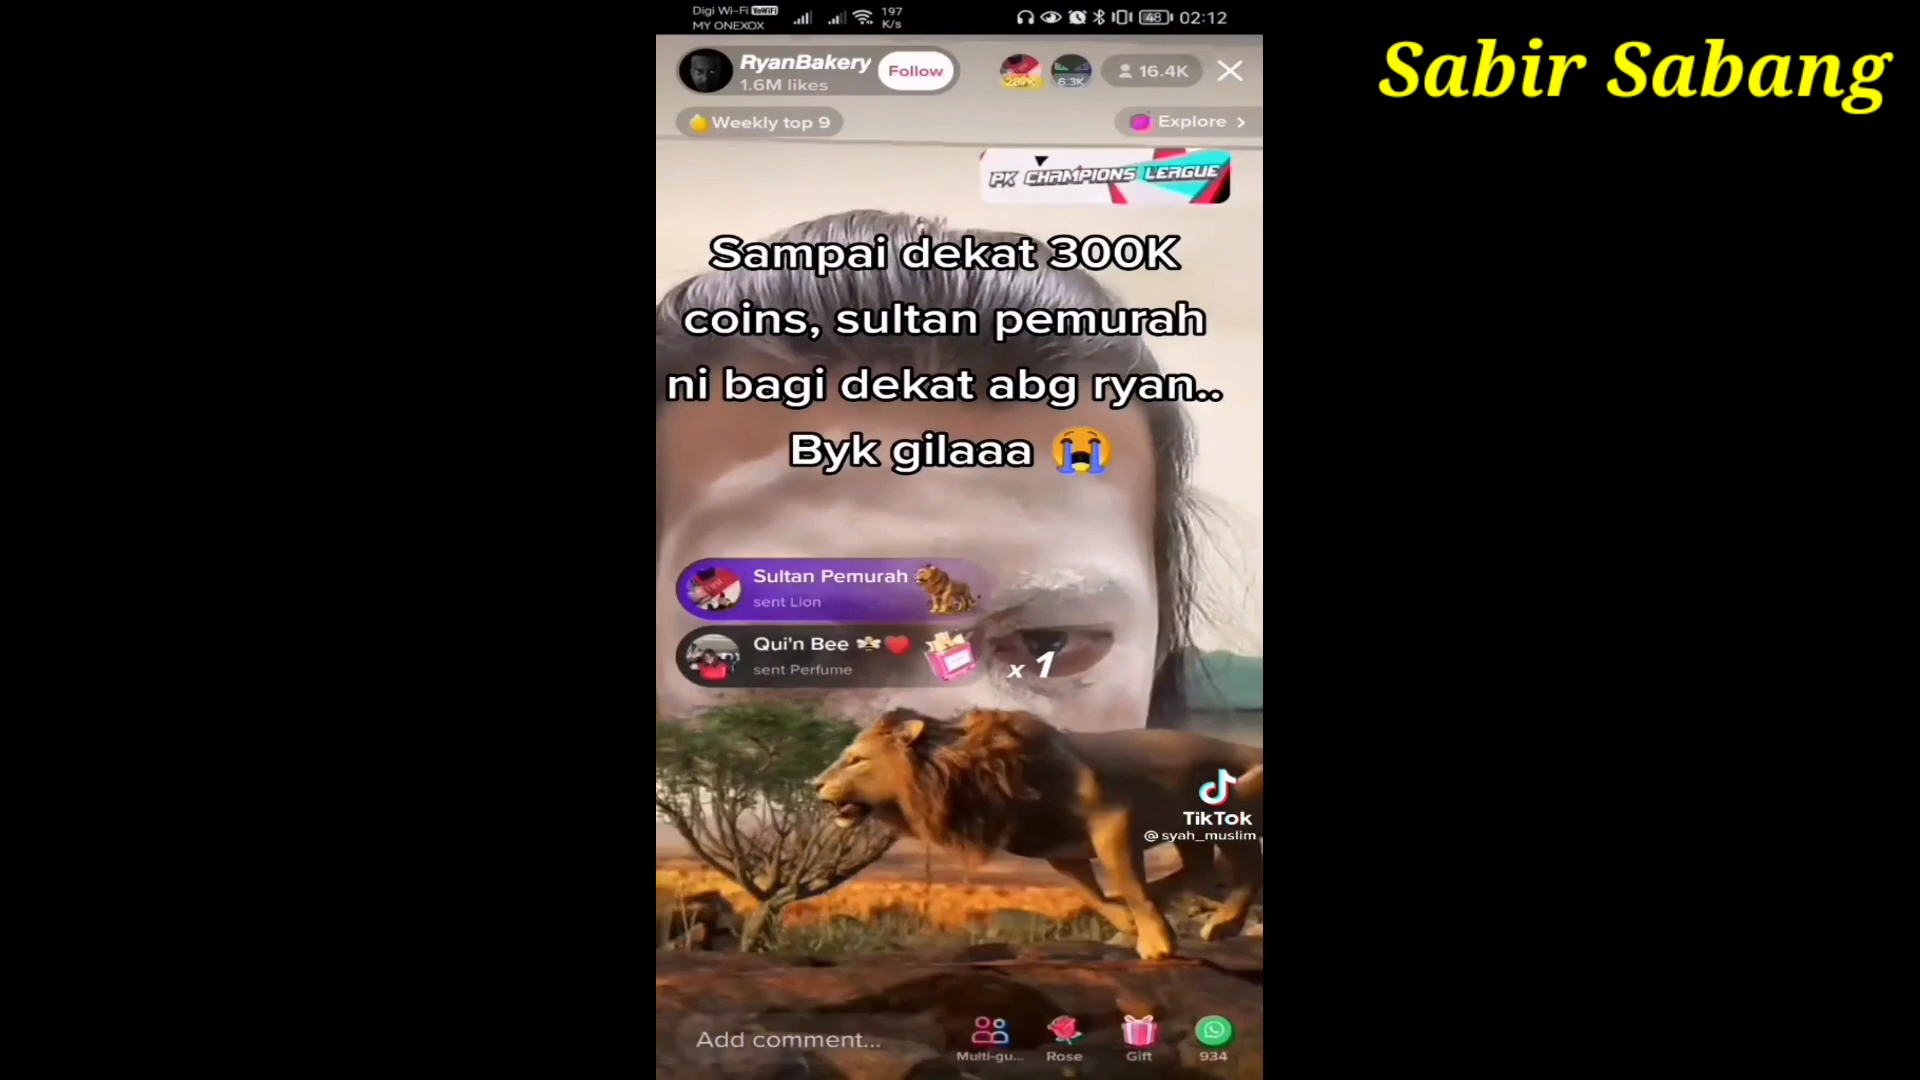 Digi Wi-Fi VoWiFi
MY ONEXOX
197
K/s
48
02:12
Sabir Sabang
RyanBakery
1.6M likes
Follow
6.3K
16.4K
Weekly top 9
Explore >
PK CHAMPIONS LEAGUE
Sampai dekat 300K
coins, sultan pemurah
ni bagi dekat abg ryan..
Byk gilaaa 😭
Sultan Pemurah
sent Lion
Qui'n Bee 🐝❤️
sent Perfume
x 1
TikTok
@syah_muslim
Add comment...
Multi-gu...
Rose
Gift
934